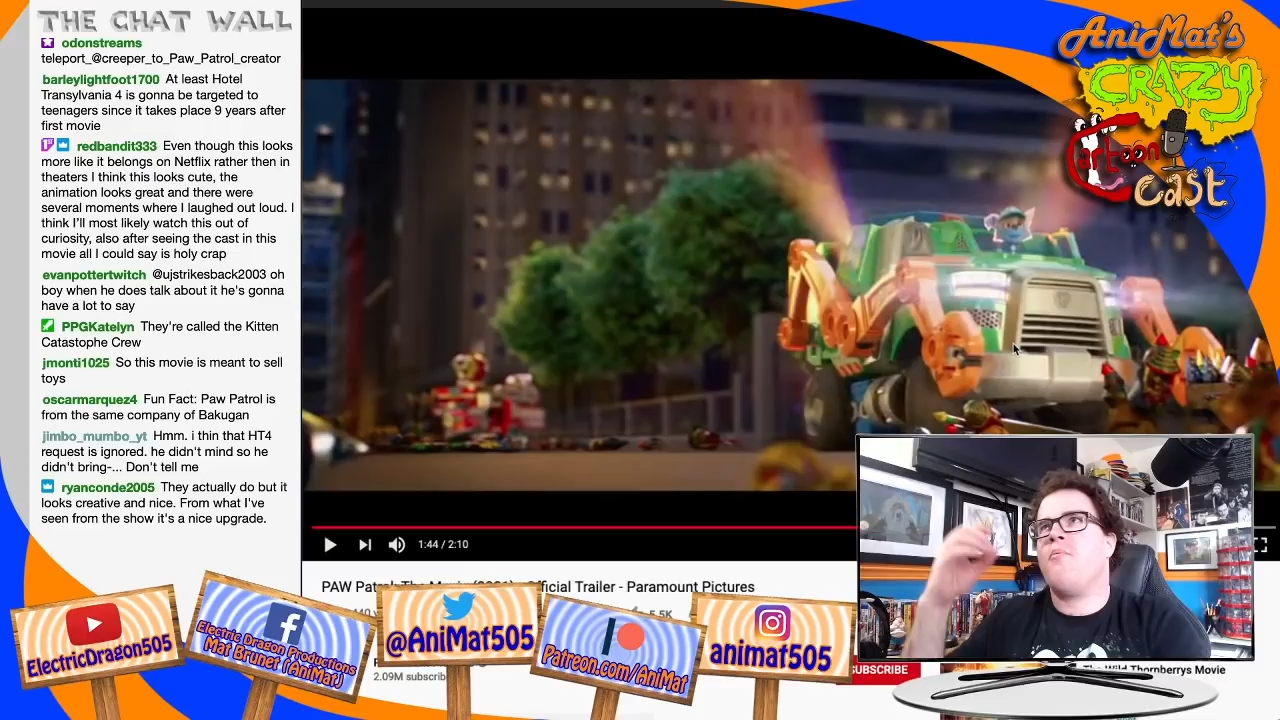 THE CHAT WALL
odonstreams
teleport_@creeper_to_Paw_Patrol_creator
barleylightfoot1700 At least Hotel
Transylvania 4 is gonna be targeted to
teenagers since it takes place 9 years after
first movie
redbandit333 Even though this looks
more like it belongs on Netflix rather then in
theaters I think this looks cute, the
animation looks great and there were
several moments where I laughed out loud. I
think I'll most likely watch this out of
curiosity, also after seeing the cast in this
movie all I could say is holy crap
evanpottertwitch @ujstrikesback2003 oh
boy when he does talk about it he's gonna
have a lot to say
PPGKatelyn They're called the Kitten
Catastophe Crew
jmonti1025 So this movie is meant to sell
toys
oscarmarquez4 Fun Fact: Paw Patrol is
from the same company of Bakugan
jimbo_mumbo_yt Hmm. i thin that HT4
request is ignored. he didn't mind so he
didn't bring-... Don't tell me
ryanconde2005 They actually do but it
looks creative and nice. From what I've
seen from the show it's a nice upgrade.
AniMat's
CRAZY
Cartoon
Cast
1:44 / 2:10
PAW Patrol The Movie (2021) Official Trailer - Paramount Pictures
5.5K
2.09M subscrib
SUBSCRIBE
The Wild Thornberrys Movie
ElectricDragon505
Electric Dragon Productions
Mat Brunet (AniMat)
@AniMat505
Patreon.com/AniMat
animat505